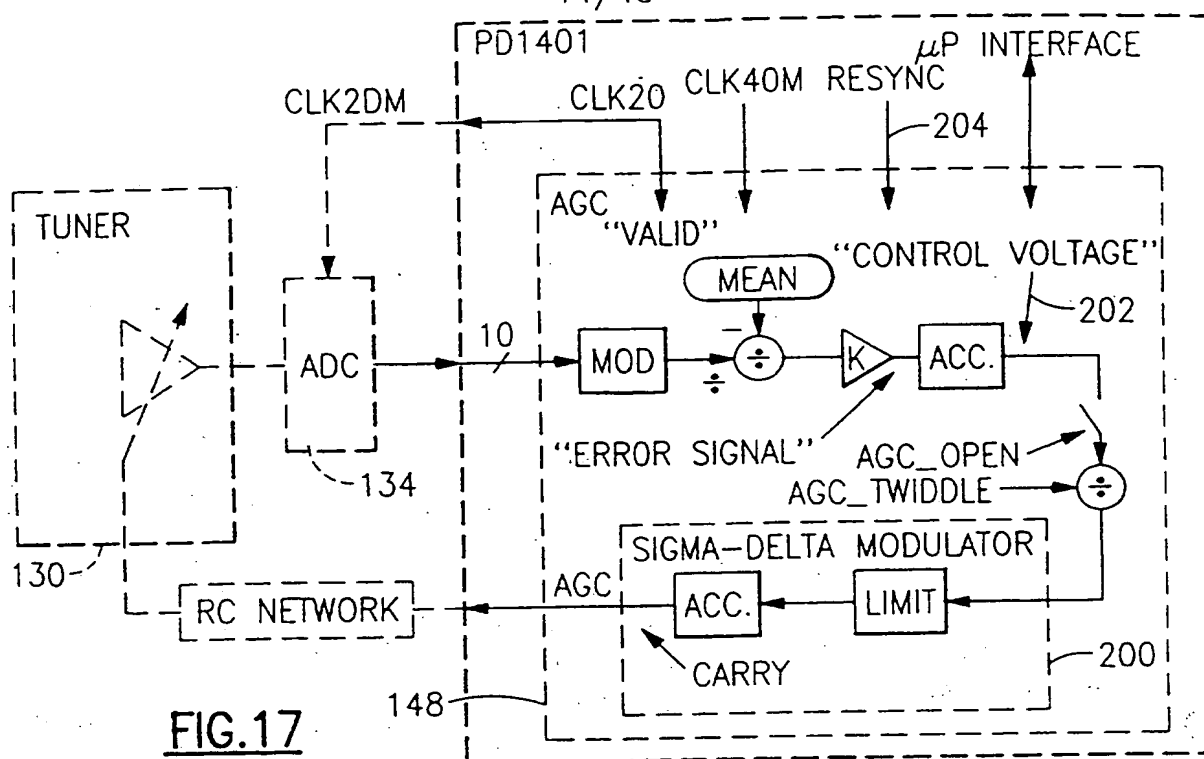 PD1401
µP INTERFACE
CLK2DM
CLK20
CLK40M
RESYNC
204
TUNER
AGC
"VALID"
"CONTROL VOLTAGE"
MEAN
202
10
−
ADC
MOD
÷
÷
K
ACC.
"ERROR SIGNAL"
AGC_OPEN
134
AGC_TWIDDLE
÷
SIGMA-DELTA MODULATOR
130
RC NETWORK
AGC
ACC.
LIMIT
CARRY
200
148
FIG.17